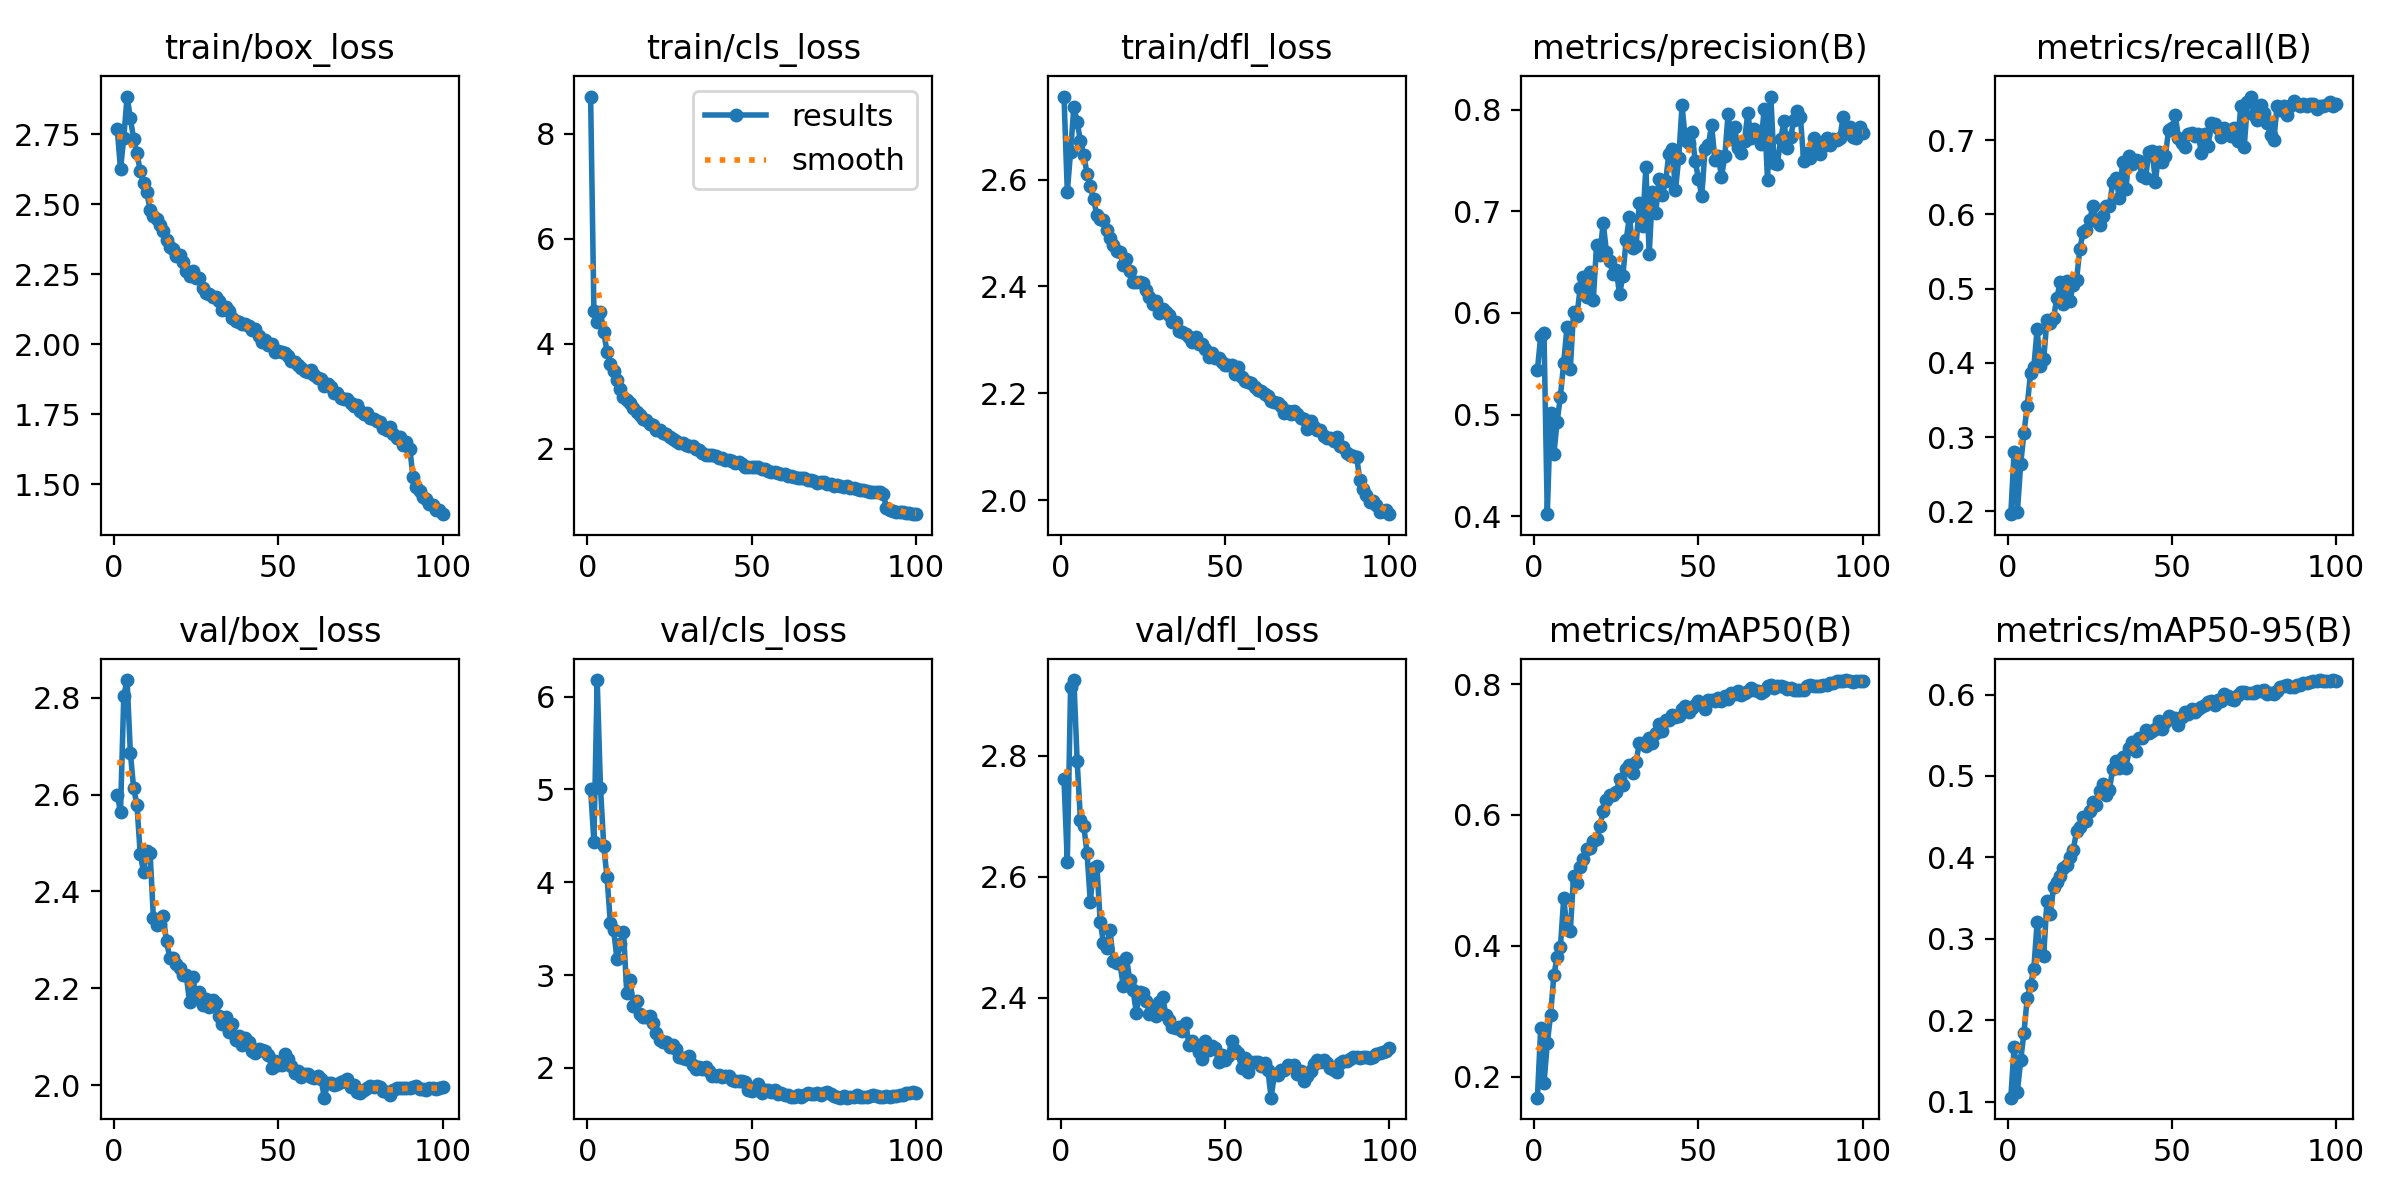 train/box_loss
2.75
2.50
2.25
2.00
1.75
1.50
0 50 100
train/cls_loss
results
smooth
8
6
4
2
0 50 100
train/dfl_loss
2.6
2.4
2.2
2.0
0 50 100
metrics/precision(B)
0.8
0.7
0.6
0.5
0.4
0 50 100
metrics/recall(B)
0.7
0.6
0.5
0.4
0.3
0.2
0 50 100
val/box_loss
2.8
2.6
2.4
2.2
2.0
0 50 100
val/cls_loss
6
5
4
3
2
0 50 100
val/dfl_loss
2.8
2.6
2.4
0 50 100
metrics/mAP50(B)
0.8
0.6
0.4
0.2
0 50 100
metrics/mAP50-95(B)
0.6
0.5
0.4
0.3
0.2
0.1
0 50 100